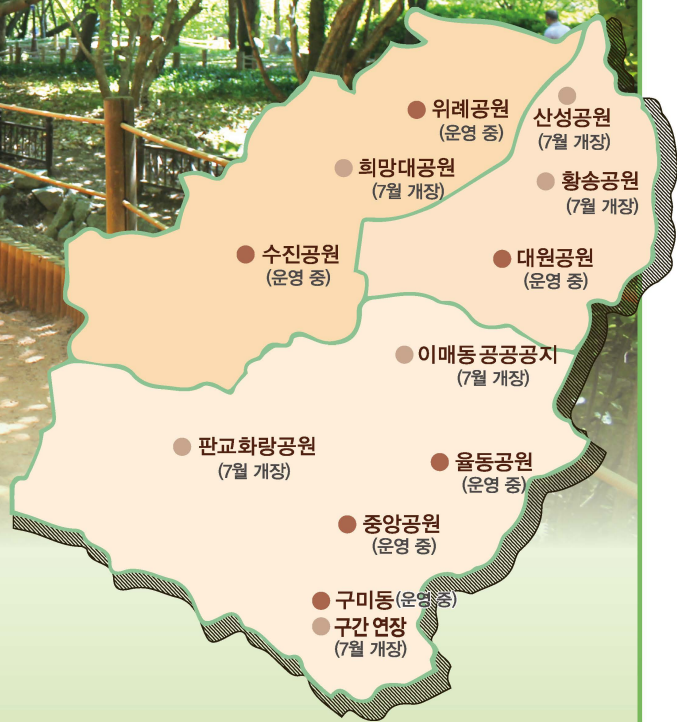 위례공원
(운영 중)
산성공원
(7월 개장)
희망대공원
(7월 개장)
황송공원
(7월 개장)
수진공원
(운영 중)
대원공원
(운영 중)
이매동공공공지
(7월 개장)
판교화랑공원
(7월 개장)
율동공원
(운영 중)
중앙공원
(운영 중)
구미동(운영 중)
구간 연장
(7월 개장)